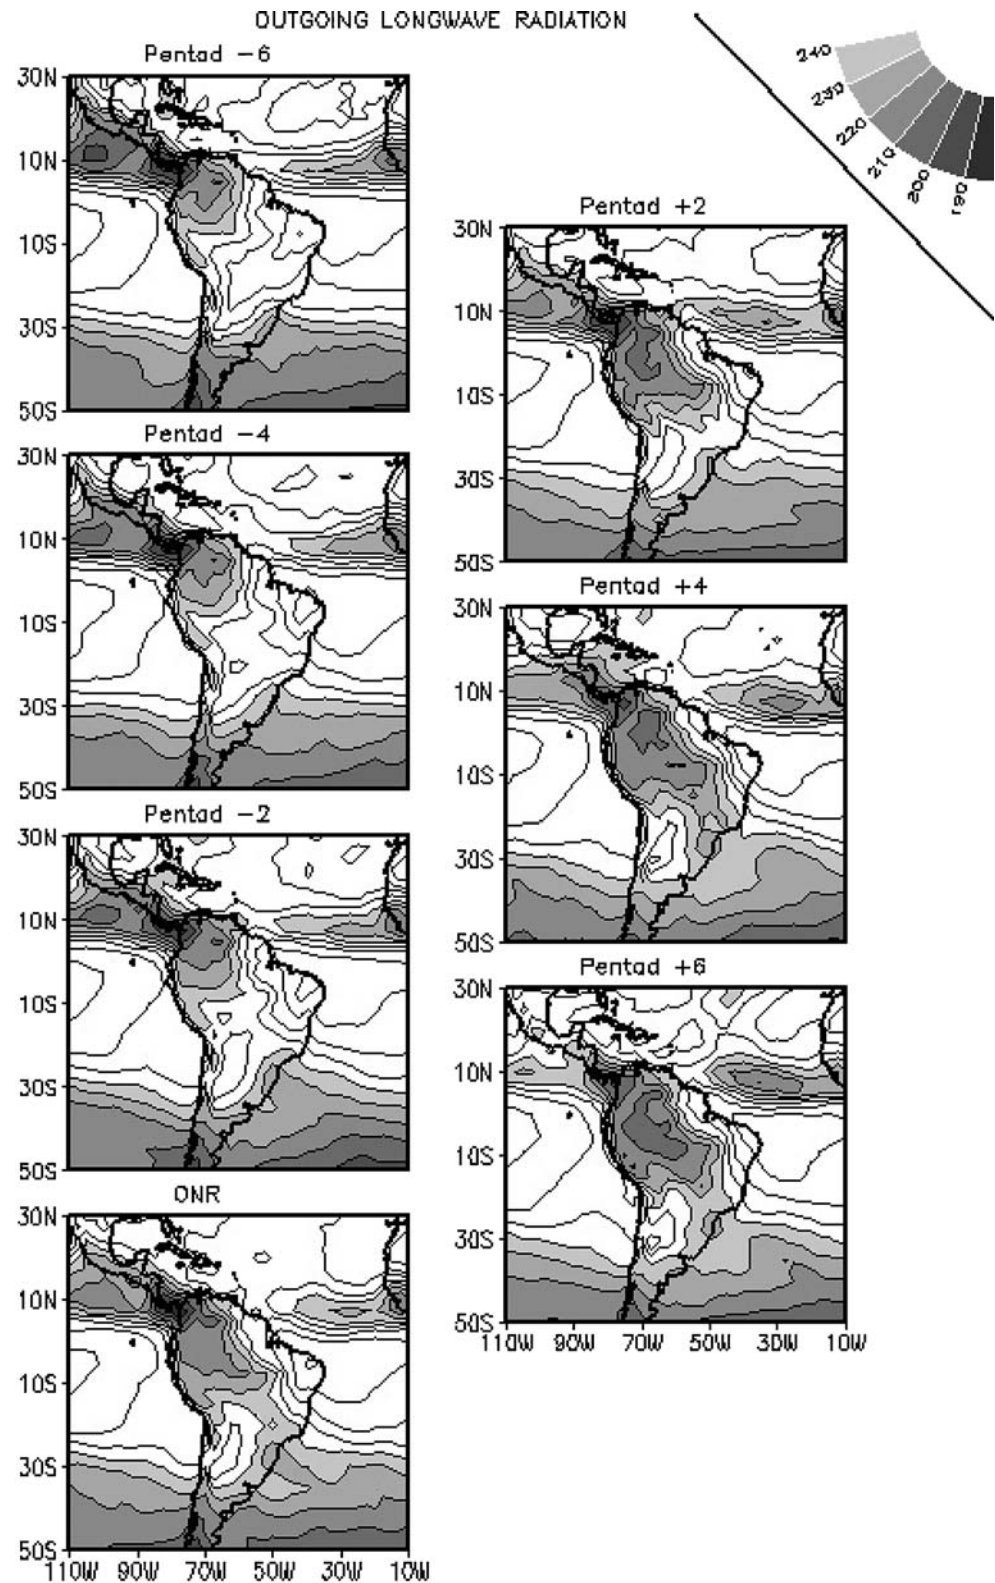 OUTGOING LONGWAVE RADIATION
240
230
220
210
200
190
Pentad −6
30N
10N
10S
30S
50S
Pentad −4
30N
10N
10S
30S
50S
Pentad −2
30N
10N
10S
30S
50S
ONR
30N
10N
10S
30S
50S
110W 90W 70W 50W 30W 10W
Pentad +2
30N
10N
10S
30S
50S
Pentad +4
30N
10N
10S
30S
50S
Pentad +6
30N
10N
10S
30S
50S
110W 90W 70W 50W 30W 10W